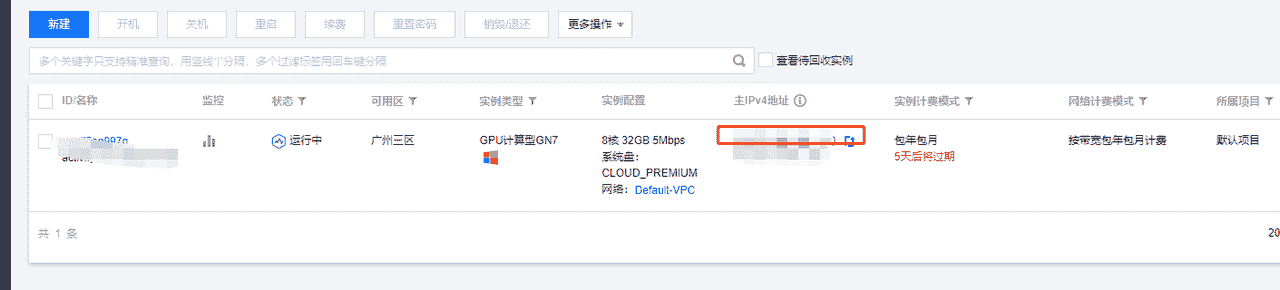 新建 开机 关机 重启 续费 重置密码 销毁/退还 更多操作
多个关键字只支持精准查询，用竖线"|"分隔，多个过滤标签用回车键分隔 查看待回收实例
ID/名称 监控 状态 可用区 实例类型 实例配置 主IPv4地址 实例计费模式 网络计费模式 所属项目
运行中 广州三区 GPU计算型GN7 8核 32GB 5Mbps 包年包月 按带宽包年包月计费 默认项目
系统盘： 5天后将过期
CLOUD_PREMIUM
网络：Default-VPC
共 1 条 20